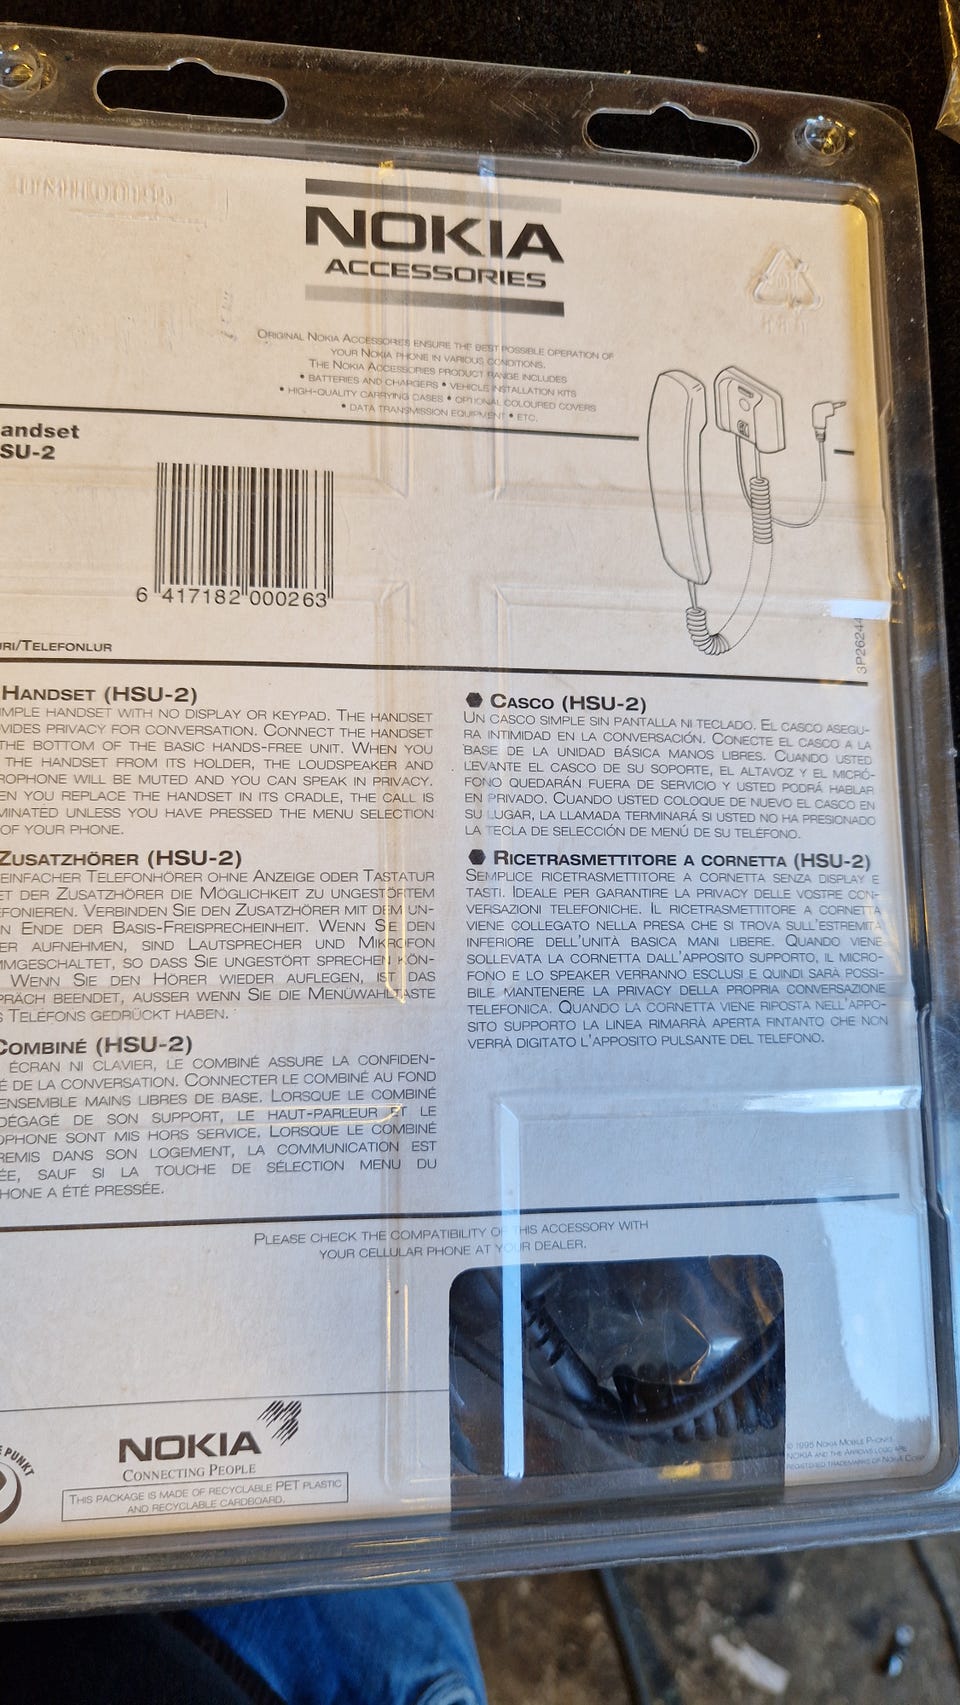 NOKIA
ACCESSORIES
ORIGINAL NOKIA ACCESSORIES ENSURE THE BEST POSSIBLE OPERATION OF
YOUR NOKIA PHONE IN VARIOUS CONDITIONS.
THE NOKIA ACCESSORIES PRODUCT RANGE INCLUDES
• BATTERIES AND CHARGERS • VEHICLE INSTALLATION KITS
• HIGH-QUALITY CARRYING CASES • OPTIONAL COLOURED COVERS
• DATA TRANSMISSION EQUIPMENT • ETC.
andset
SU-2
6 417182 000263
URI/TELEFONLUR
3P26244
HANDSET (HSU-2)
IMPLE HANDSET WITH NO DISPLAY OR KEYPAD. THE HANDSET
VIDES PRIVACY FOR CONVERSATION. CONNECT THE HANDSET
THE BOTTOM OF THE BASIC HANDS-FREE UNIT. WHEN YOU
THE HANDSET FROM ITS HOLDER, THE LOUDSPEAKER AND
ROPHONE WILL BE MUTED AND YOU CAN SPEAK IN PRIVACY.
EN YOU REPLACE THE HANDSET IN ITS CRADLE, THE CALL IS
MINATED UNLESS YOU HAVE PRESSED THE MENU SELECTION
OF YOUR PHONE.
ZUSATZHÖRER (HSU-2)
EINFACHER TELEFONHÖRER OHNE ANZEIGE ODER TASTATUR
ET DER ZUSATZHÖRER DIE MÖGLICHKEIT ZU UNGESTÖRTEM
EFONIEREN. VERBINDEN SIE DEN ZUSATZHÖRER MIT DEM UN-
N ENDE DER BASIS-FREISPRECHEINHEIT. WENN SIE DEN
ER AUFNEHMEN, SIND LAUTSPRECHER UND MIKROFON
MMGESCHALTET, SO DASS SIE UNGESTÖRT SPRECHEN KÖN-
WENN SIE DEN HÖRER WIEDER AUFLEGEN, IST DAS
PRÄCH BEENDET, AUSSER WENN SIE DIE MENÜWAHLTASTE
S TELEFONS GEDRÜCKT HABEN.
COMBINÉ (HSU-2)
ÉCRAN NI CLAVIER, LE COMBINÉ ASSURE LA CONFIDEN-
É DE LA CONVERSATION. CONNECTER LE COMBINÉ AU FOND
ENSEMBLE MAINS LIBRES DE BASE. LORSQUE LE COMBINÉ
DÉGAGÉ DE SON SUPPORT, LE HAUT-PARLEUR ET LE
OPHONE SONT MIS HORS SERVICE. LORSQUE LE COMBINÉ
REMIS DANS SON LOGEMENT, LA COMMUNICATION EST
ÉE, SAUF SI LA TOUCHE DE SÉLECTION MENU DU
HONE A ÉTÉ PRESSÉE.
CASCO (HSU-2)
UN CASCO SIMPLE SIN PANTALLA NI TECLADO. EL CASCO ASEGU-
RA INTIMIDAD EN LA CONVERSACIÓN. CONECTE EL CASCO A LA
BASE DE LA UNIDAD BÁSICA MANOS LIBRES. CUANDO USTED
LEVANTE EL CASCO DE SU SOPORTE, EL ALTAVOZ Y EL MICRÓ-
FONO QUEDARÁN FUERA DE SERVICIO Y USTED PODRÁ HABLAR
EN PRIVADO. CUANDO USTED COLOQUE DE NUEVO EL CASCO EN
SU LUGAR, LA LLAMADA TERMINARÁ SI USTED NO HA PRESIONADO
LA TECLA DE SELECCIÓN DE MENÚ DE SU TELÉFONO.
RICETRASMETTITORE A CORNETTA (HSU-2)
SEMPLICE RICETRASMETTITORE A CORNETTA SENZA DISPLAY E
TASTI. IDEALE PER GARANTIRE LA PRIVACY DELLE VOSTRE CON-
VERSAZIONI TELEFONICHE. IL RICETRASMETTITORE A CORNETTA
VIENE COLLEGATO NELLA PRESA CHE SI TROVA SULL'ESTREMITÀ
INFERIORE DELL'UNITÀ BASICA MANI LIBERE. QUANDO VIENE
SOLLEVATA LA CORNETTA DALL'APPOSITO SUPPORTO, IL MICRO-
FONO E LO SPEAKER VERRANNO ESCLUSI E QUINDI SARÀ POSSI-
BILE MANTENERE LA PRIVACY DELLA PROPRIA CONVERSAZIONE
TELEFONICA. QUANDO LA CORNETTA VIENE RIPOSTA NELL'APPO-
SITO SUPPORTO LA LINEA RIMARRÀ APERTA FINTANTO CHE NON
VERRÀ DIGITATO L'APPOSITO PULSANTE DEL TELEFONO.
PLEASE CHECK THE COMPATIBILITY OF THIS ACCESSORY WITH
YOUR CELLULAR PHONE AT YOUR DEALER.
E PUNKT
NOKIA
CONNECTING PEOPLE
THIS PACKAGE IS MADE OF RECYCLABLE PET PLASTIC
AND RECYCLABLE CARDBOARD.
© 1995 NOKIA MOBILE PHONES.
NOKIA AND THE ARROWS LOGO ARE
REGISTERED TRADEMARKS OF NOKIA CORP